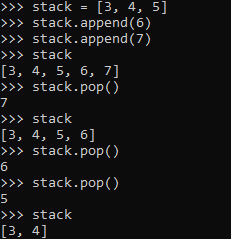 >>> stack = [3, 4, 5]
>>> stack.append(6)
>>> stack.append(7)
>>> stack
[3, 4, 5, 6, 7]
>>> stack.pop()
7
>>> stack
[3, 4, 5, 6]
>>> stack.pop()
6
>>> stack.pop()
5
>>> stack
[3, 4]